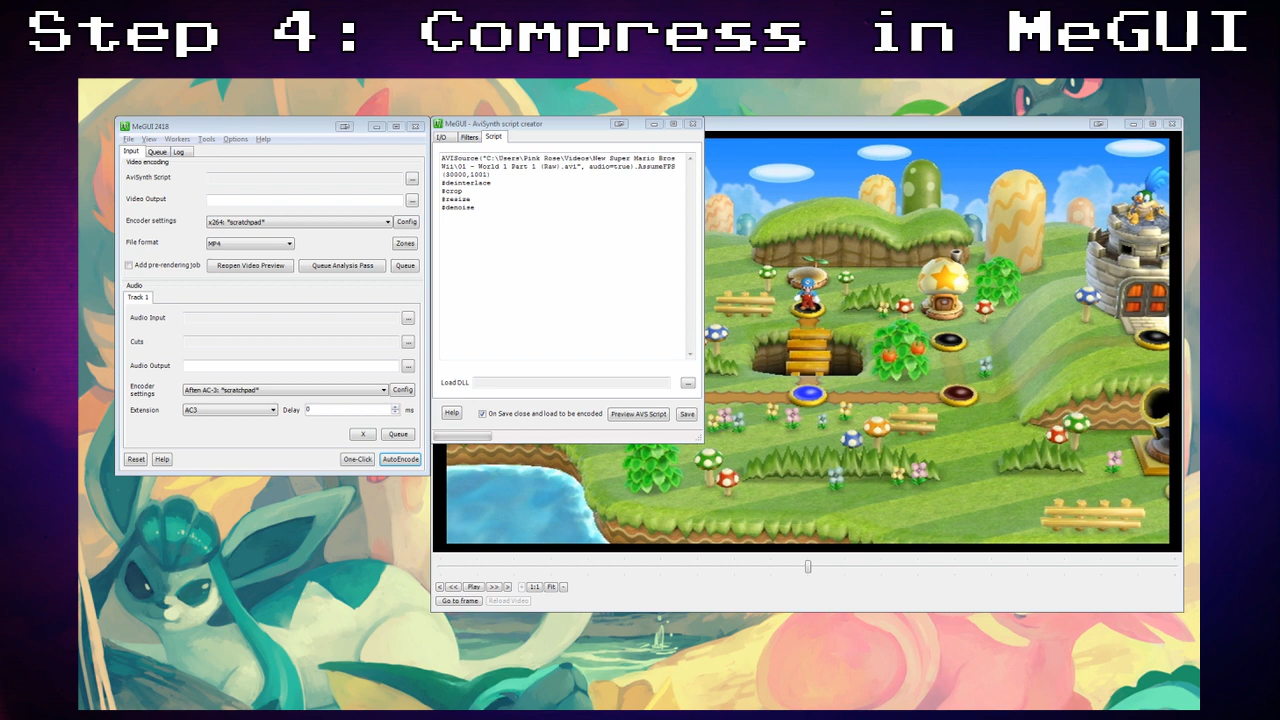 Step 4: Compress in MeGUI
MeGUI 2418
File View Workers Tools Options Help
Input Queue Log
Video encoding
AviSynth Script ...
Video Output ...
Encoder settings x264: *scratchpad* Config
File format MP4 Zones
Add pre-rendering job Reopen Video Preview Queue Analysis Pass Queue
Audio
Track 1
Audio Input ...
Cuts ...
Audio Output ...
Encoder settings Aften AC-3: *scratchpad* Config
Extension AC3 Delay 0 ms
X Queue
Reset Help One-Click AutoEncode
MeGUI - AviSynth script creator
I/O Filters Script
AVISource("C:\Users\Pink Rose\Videos\New Super Mario Bros
Wii\01 - World 1 Part 1 (Raw).avi", audio=true).AssumeFPS
(30000,1001)
#deinterlace
#crop
#resize
#denoise
Load DLL ...
Help On Save close and load to be encoded Preview AVS Script Save
< << Play >> > + 1:1 Fit -
Go to frame Reload Video